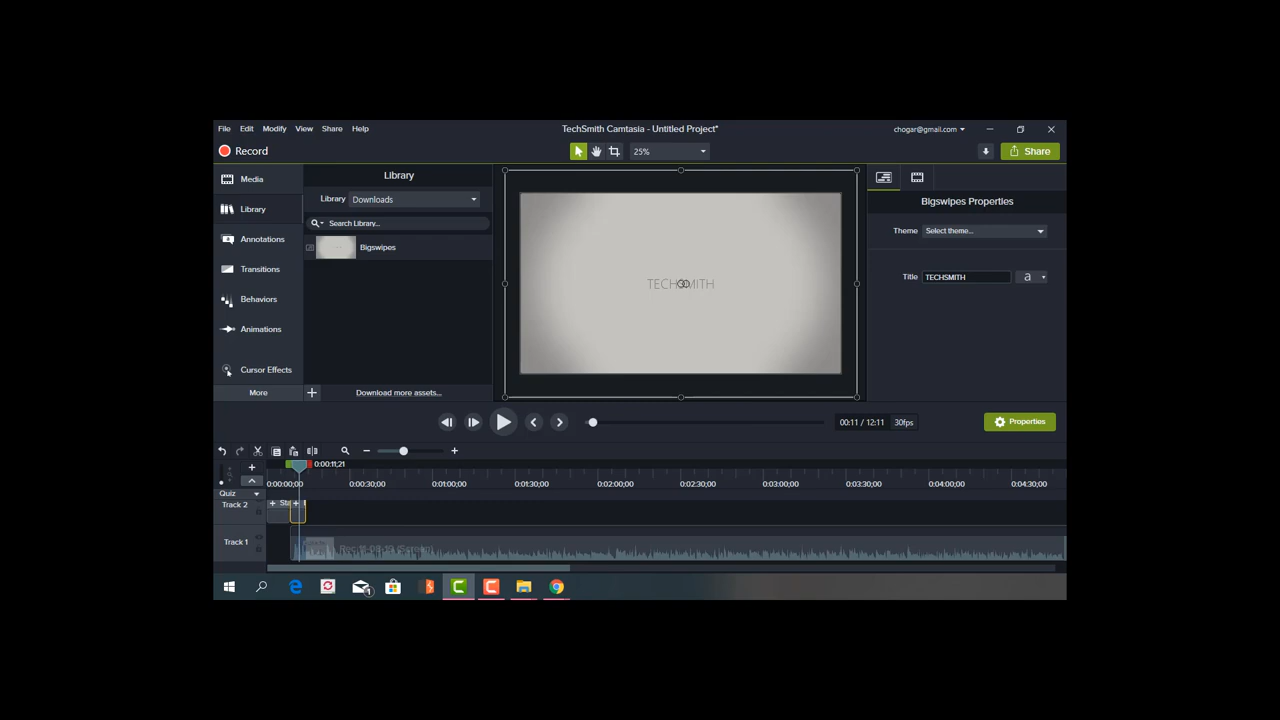 File Edit Modify View Share Help
TechSmith Camtasia - Untitled Project*
chogar@gmail.com
Record
25%
Share
Media
Library
Annotations
Transitions
Behaviors
Animations
Cursor Effects
More
Library
Library Downloads
Search Library...
Bigswipes
Download more assets...
TECHSMITH
Bigswipes Properties
Theme Select theme...
Title TECHSMITH a
00:11 / 12:11 30fps
Properties
0:00:11;21
0:00:00;00 0:00:30;00 0:01:00;00 0:01:30;00 0:02:00;00 0:02:30;00 0:03:00;00 0:03:30;00 0:04:00;00 0:04:30;00
Quiz
Track 2
Track 1
1